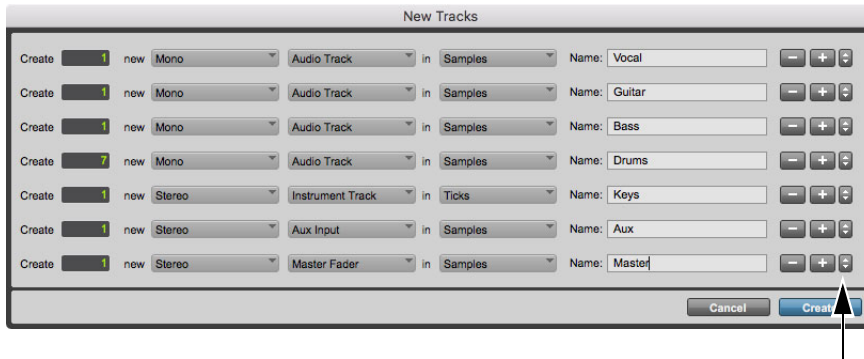 New Tracks
Create 1 new Mono Audio Track in Samples Name: Vocal
Create 1 new Mono Audio Track in Samples Name: Guitar
Create 1 new Mono Audio Track in Samples Name: Bass
Create 7 new Mono Audio Track in Samples Name: Drums
Create 1 new Stereo Instrument Track in Ticks Name: Keys
Create 1 new Stereo Aux Input in Samples Name: Aux
Create 1 new Stereo Master Fader in Samples Name: Master
Cancel Create